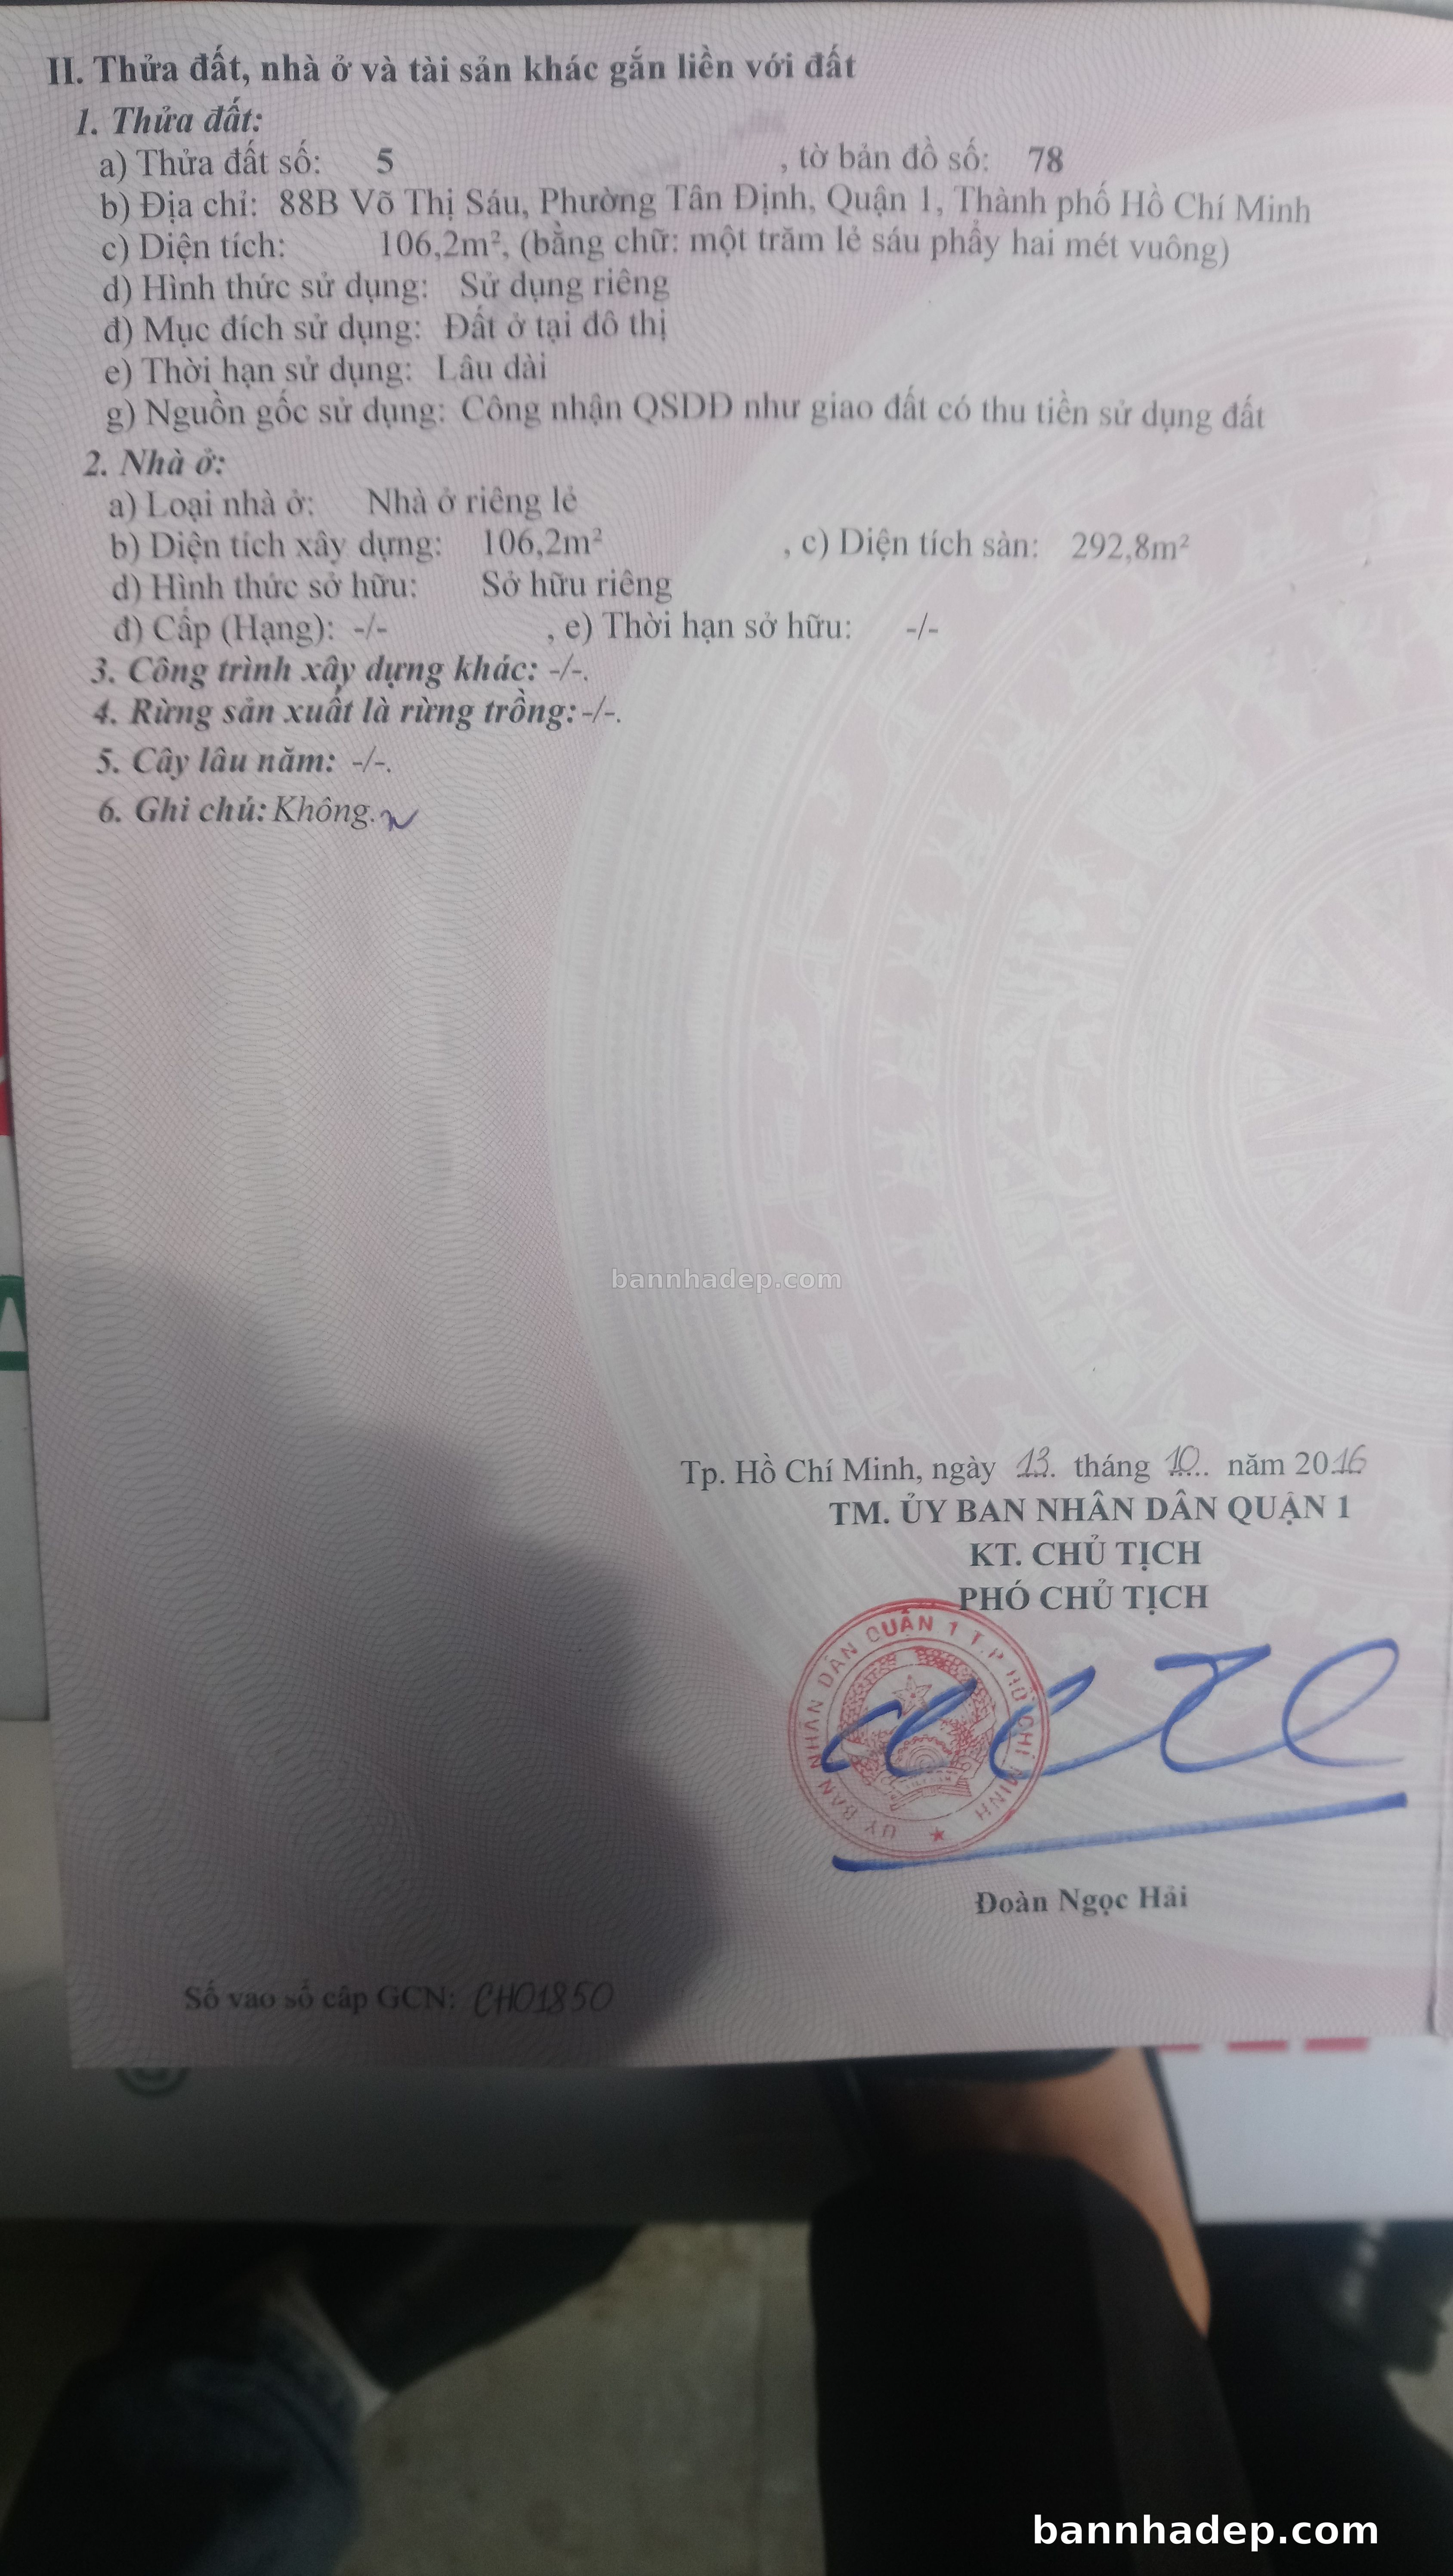 II. Thửa đất, nhà ở và tài sản khác gắn liền với đất
1. Thửa đất:
a) Thửa đất số: 5 , tờ bản đồ số: 78
b) Địa chỉ: 88B Võ Thị Sáu, Phường Tân Định, Quận 1, Thành phố Hồ Chí Minh
c) Diện tích: 106,2m², (bằng chữ: một trăm lẻ sáu phẩy hai mét vuông)
d) Hình thức sử dụng: Sử dụng riêng
đ) Mục đích sử dụng: Đất ở tại đô thị
e) Thời hạn sử dụng: Lâu dài
g) Nguồn gốc sử dụng: Công nhận QSDĐ như giao đất có thu tiền sử dụng đất
2. Nhà ở:
a) Loại nhà ở: Nhà ở riêng lẻ
b) Diện tích xây dựng: 106,2m² , c) Diện tích sàn: 292,8m²
d) Hình thức sở hữu: Sở hữu riêng
đ) Cấp (Hạng): -/- , e) Thời hạn sở hữu: -/-
3. Công trình xây dựng khác: -/-.
4. Rừng sản xuất là rừng trồng: -/-.
5. Cây lâu năm: -/-.
6. Ghi chú: Không.
bannhadep.com
Tp. Hồ Chí Minh, ngày 13 tháng 10 năm 2016
TM. ỦY BAN NHÂN DÂN QUẬN 1
KT. CHỦ TỊCH
PHÓ CHỦ TỊCH
ỦY BAN NHÂN DÂN QUẬN 1 T.P HỒ CHÍ MINH
Đoàn Ngọc Hải
Số vào sổ cấp GCN: CH01850
bannhadep.com